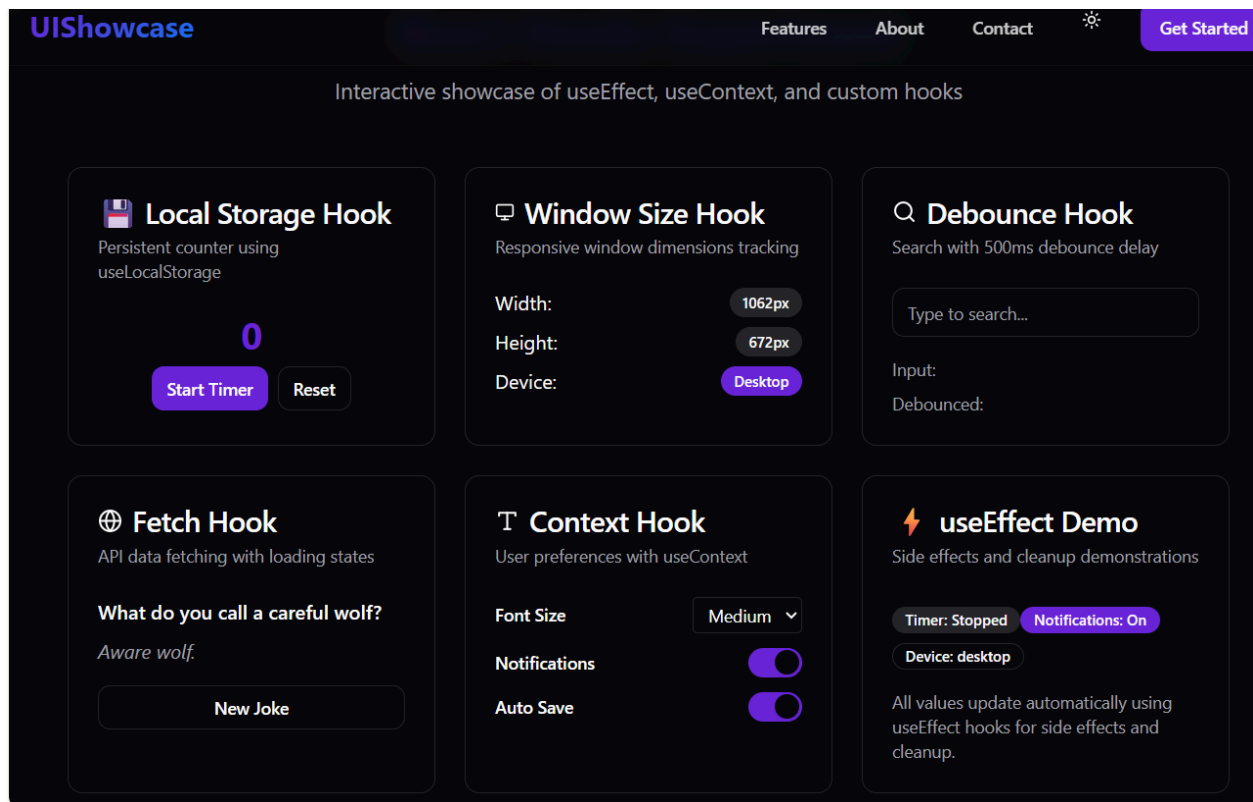 UIShowcase
Features
About
Contact
Get Started
Interactive showcase of useEffect, useContext, and custom hooks
Local Storage Hook
Persistent counter using
useLocalStorage
0
Start Timer
Reset
Window Size Hook
Responsive window dimensions tracking
Width:
1062px
Height:
672px
Device:
Desktop
Debounce Hook
Search with 500ms debounce delay
Type to search...
Input:
Debounced:
Fetch Hook
API data fetching with loading states
What do you call a careful wolf?
Aware wolf.
New Joke
Context Hook
User preferences with useContext
Font Size
Medium
Notifications
Auto Save
useEffect Demo
Side effects and cleanup demonstrations
Timer: Stopped
Notifications: On
Device: desktop
All values update automatically using
useEffect hooks for side effects and
cleanup.